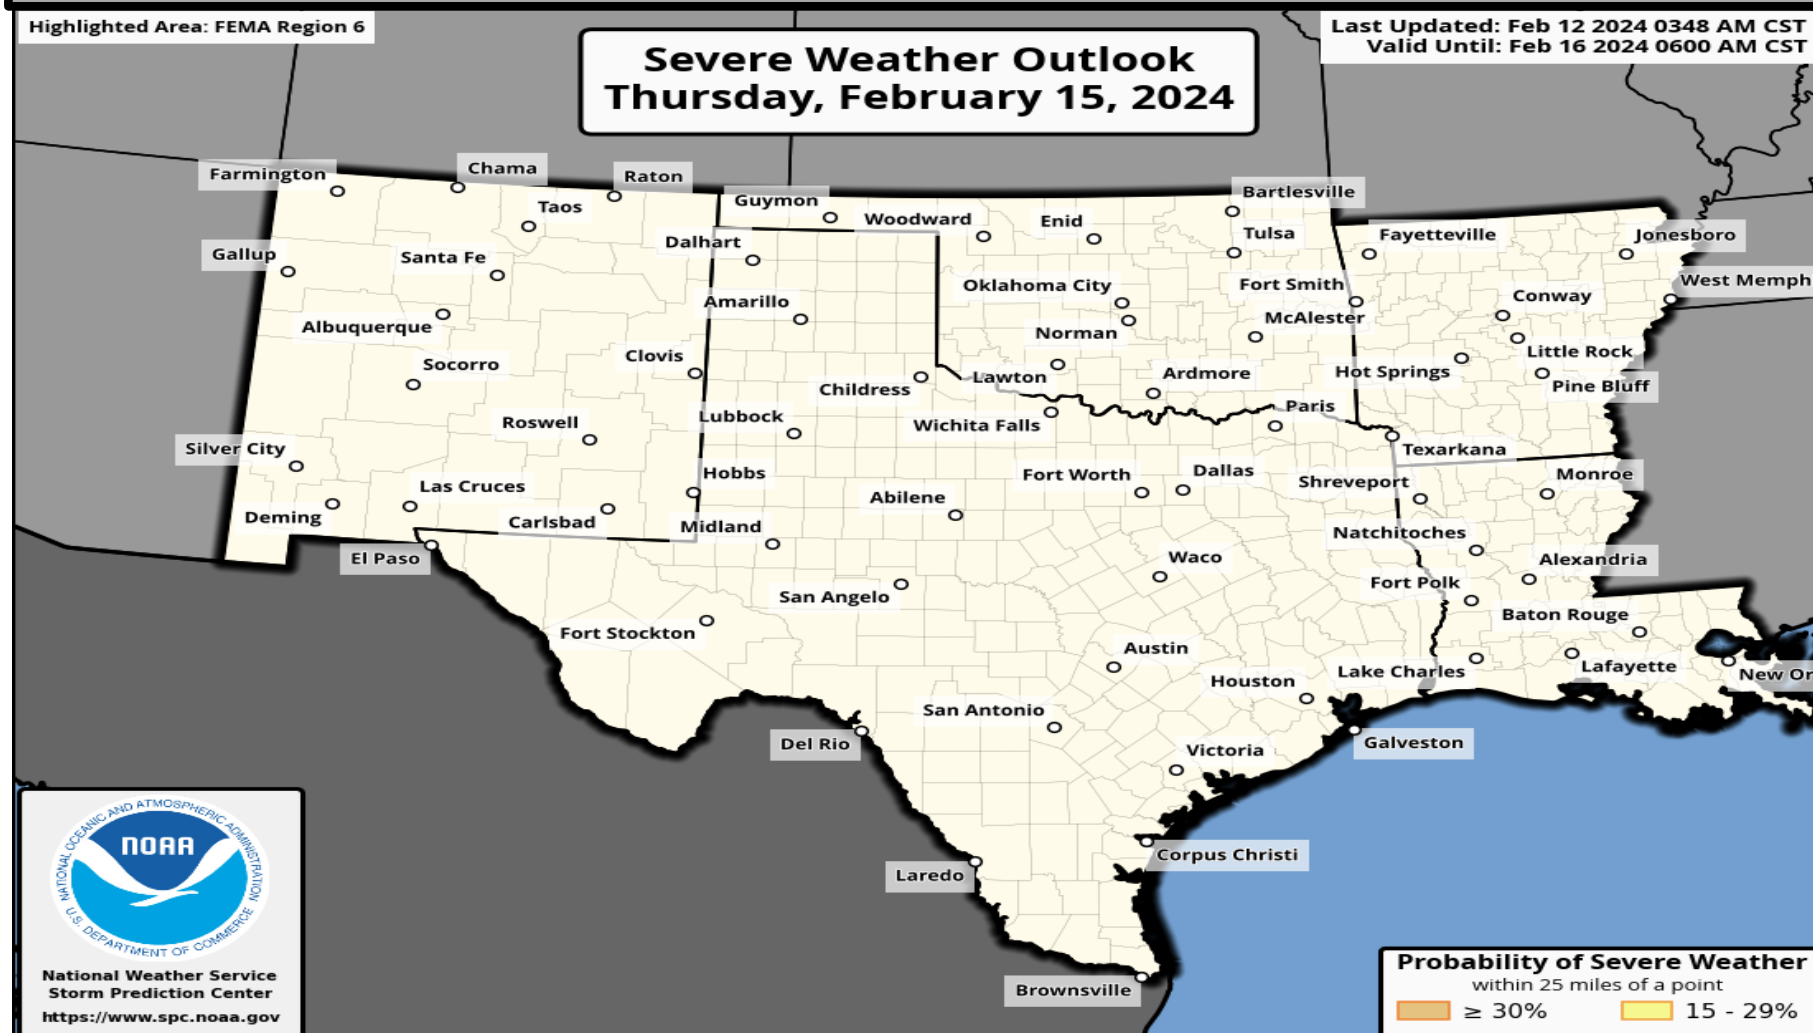 Highlighted Area: FEMA Region 6
Severe Weather Outlook
Thursday, February 15, 2024
Last Updated: Feb 12 2024 0348 AM CST
Valid Until: Feb 16 2024 0600 AM CST
Farmington
Chama
Raton
Taos
Guymon
Woodward
Enid
Bartlesville
Gallup
Santa Fe
Dalhart
Tulsa
Fayetteville
Jonesboro
Albuquerque
Amarillo
Oklahoma City
Fort Smith
Conway
West Memph
Norman
McAlester
Socorro
Clovis
Childress
Lawton
Ardmore
Hot Springs
Little Rock
Pine Bluff
Roswell
Lubbock
Wichita Falls
Paris
Silver City
Texarkana
Las Cruces
Hobbs
Abilene
Fort Worth
Dallas
Shreveport
Monroe
Deming
Carlsbad
Midland
Natchitoches
El Paso
San Angelo
Waco
Fort Polk
Alexandria
Fort Stockton
Austin
Baton Rouge
Houston
Lake Charles
Lafayette
New Or
San Antonio
Del Rio
Victoria
Galveston
Corpus Christi
Laredo
Brownsville
NATIONAL OCEANIC AND ATMOSPHERIC ADMINISTRATION
NOAA
U.S. DEPARTMENT OF COMMERCE
National Weather Service
Storm Prediction Center
https://www.spc.noaa.gov
Probability of Severe Weather
within 25 miles of a point
≥ 30%
15 - 29%